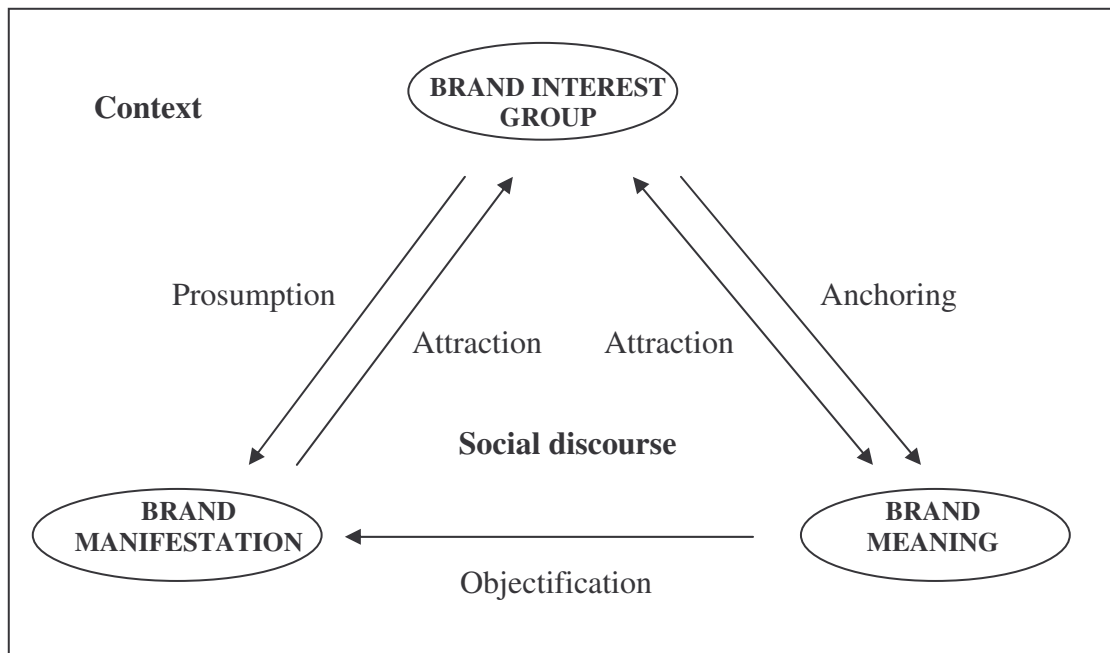 BRAND INTEREST
GROUP
Context
Prosumption
Anchoring
Attraction
Attraction
Social discourse
BRAND
MANIFESTATION
BRAND
MEANING
Objectification